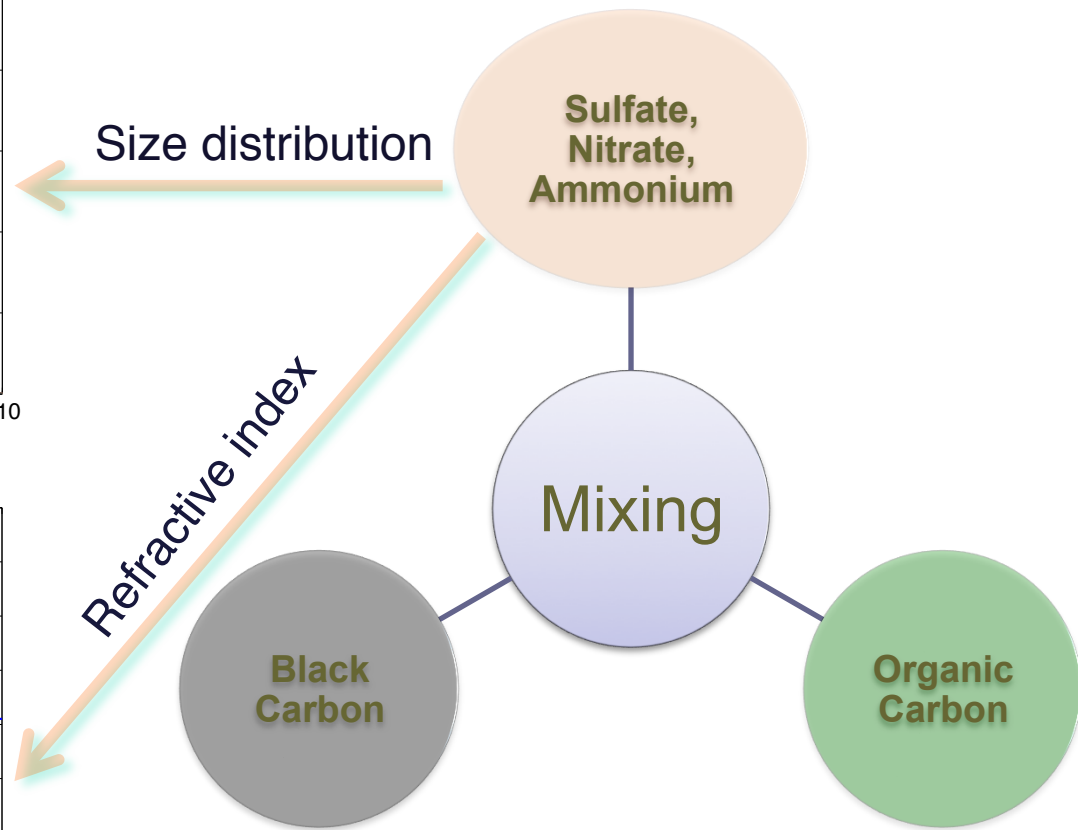 Sulfate,
Nitrate,
Ammonium
Size distribution
10
Refractive index
Mixing
Black
Carbon
Organic
Carbon